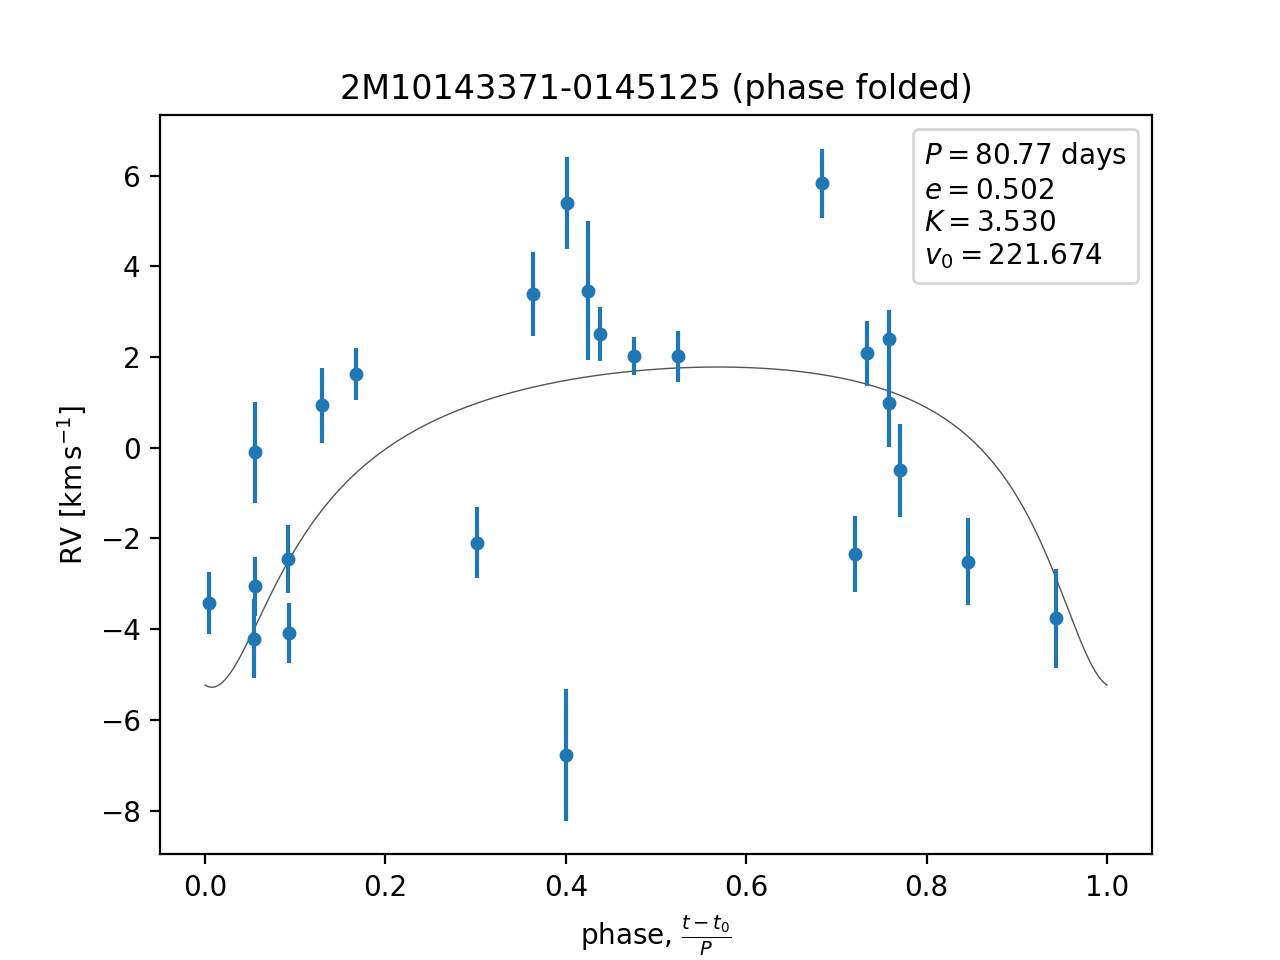 2M10143371-0145125 (phase folded)
P = 80.77 days
e = 0.502
K = 3.530
v₀ = 221.674
RV [km s⁻¹]
6
4
2
0
−2
−4
−6
−8
0.0 0.2 0.4 0.6 0.8 1.0
phase, (t − t₀)/P